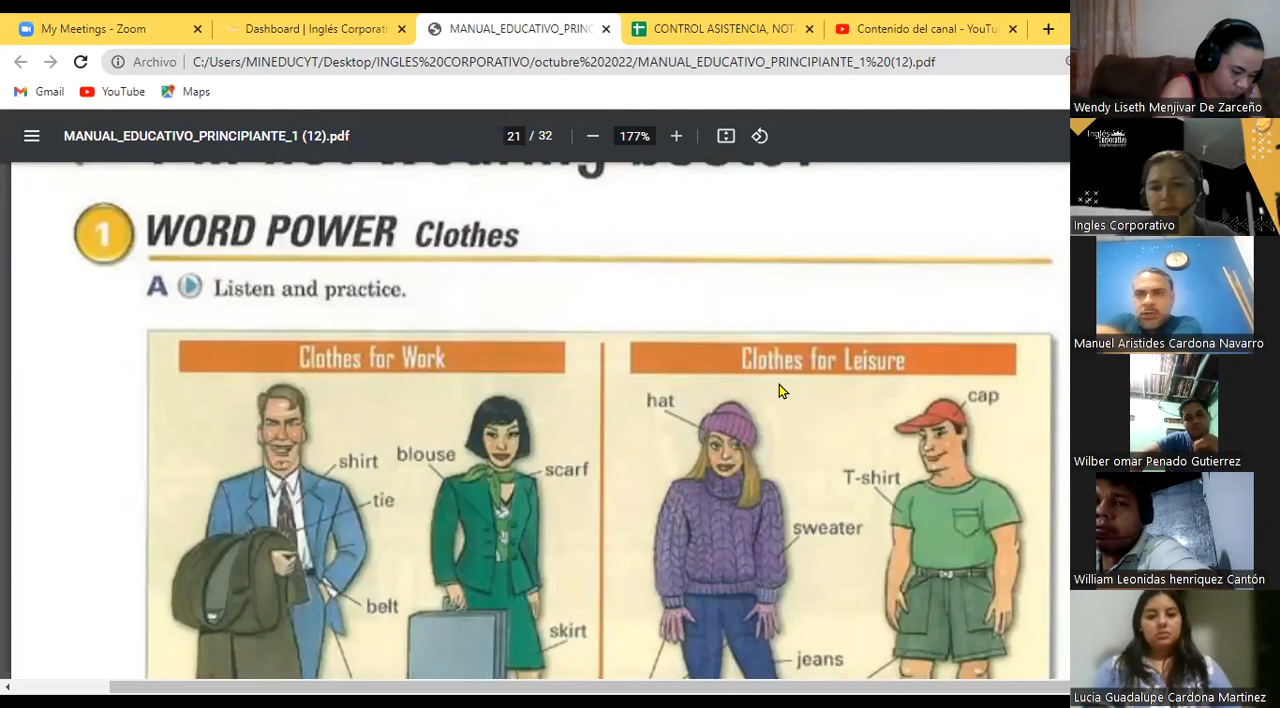 My Meetings - Zoom
Dashboard | Inglés Corporati
MANUAL_EDUCATIVO_PRINC
CONTROL ASISTENCIA, NOT
Contenido del canal - YouTu
Archivo
C:/Users/MINEDUCYT/Desktop/INGLES%20CORPORATIVO/octubre%202022/MANUAL_EDUCATIVO_PRINCIPIANTE_1%20(12).pdf
Gmail YouTube Maps
MANUAL_EDUCATIVO_PRINCIPIANTE_1 (12).pdf
21 / 32
177%
1 WORD POWER Clothes
A Listen and practice.
Clothes for Work
shirt
tie
belt
blouse
scarf
skirt
Clothes for Leisure
hat
sweater
jeans
cap
T-shirt
Wendy Liseth Menjivar De Zarceño
Inglés
Corporativo
Ingles Corporativo
Manuel Aristides Cardona Navarro
Wilber omar Penado Gutierrez
William Leonidas henriquez Cantón
Lucia Guadalupe Cardona Martinez